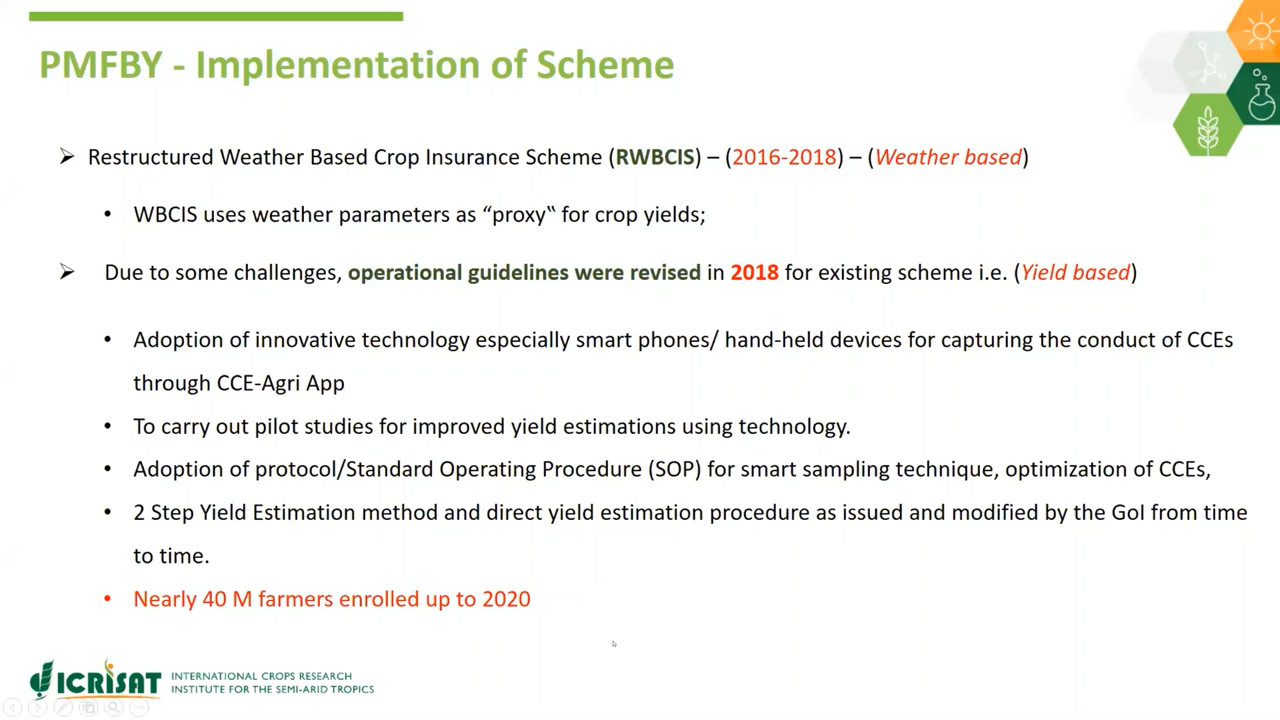 PMFBY - Implementation of Scheme
➢ Restructured Weather Based Crop Insurance Scheme (RWBCIS) – (2016-2018) – (Weather based)
• WBCIS uses weather parameters as “proxy‟ for crop yields;
➢ Due to some challenges, operational guidelines were revised in 2018 for existing scheme i.e. (Yield based)
• Adoption of innovative technology especially smart phones/ hand-held devices for capturing the conduct of CCEs
through CCE-Agri App
• To carry out pilot studies for improved yield estimations using technology.
• Adoption of protocol/Standard Operating Procedure (SOP) for smart sampling technique, optimization of CCEs,
• 2 Step Yield Estimation method and direct yield estimation procedure as issued and modified by the GoI from time
to time.
• Nearly 40 M farmers enrolled up to 2020
ICRISAT
INTERNATIONAL CROPS RESEARCH
INSTITUTE FOR THE SEMI-ARID TROPICS